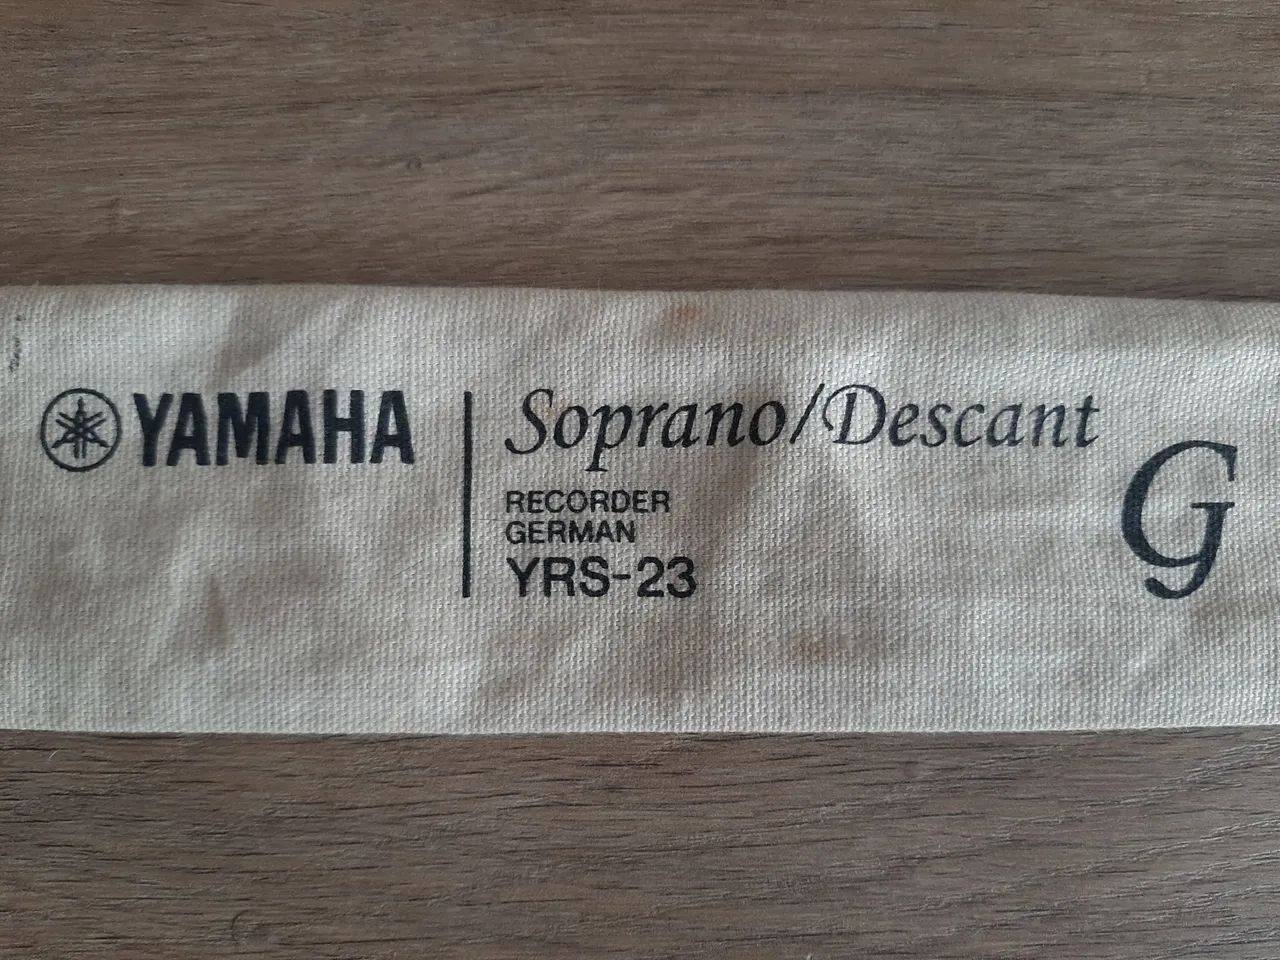 YAMAHA
Soprano/Descant
RECORDER
GERMAN
YRS-23
G